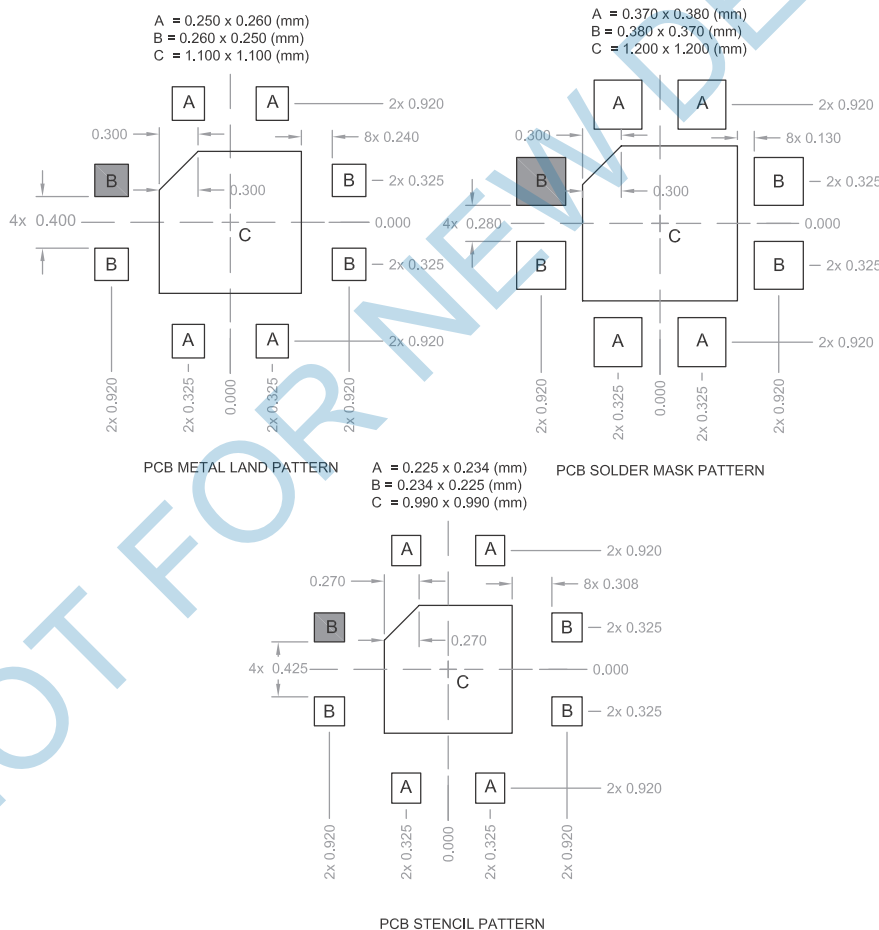 A = 0.250 x 0.260 (mm)
B = 0.260 x 0.250 (mm)
C = 1.100 x 1.100 (mm)
A
A
2x 0.920
0.300
8x 0.240
B
B
2x 0.325
0.300
4x 0.400
0.000
C
B
B
2x 0.325
A
A
2x 0.920
2x 0.920
2x 0.325
0.000
2x 0.325
2x 0.920
PCB METAL LAND PATTERN
A = 0.370 x 0.380 (mm)
B = 0.380 x 0.370 (mm)
C = 1.200 x 1.200 (mm)
A
A
2x 0.920
0.300
8x 0.130
B
B
2x 0.325
0.300
4x 0.280
0.000
C
B
B
2x 0.325
A
A
2x 0.920
2x 0.920
2x 0.325
0.000
2x 0.325
2x 0.920
PCB SOLDER MASK PATTERN
A = 0.225 x 0.234 (mm)
B = 0.234 x 0.225 (mm)
C = 0.990 x 0.990 (mm)
A
A
2x 0.920
0.270
8x 0.308
B
B
2x 0.325
0.270
4x 0.425
0.000
C
B
B
2x 0.325
A
A
2x 0.920
2x 0.920
2x 0.325
0.000
2x 0.325
2x 0.920
PCB STENCIL PATTERN
NOT FOR NEW DE